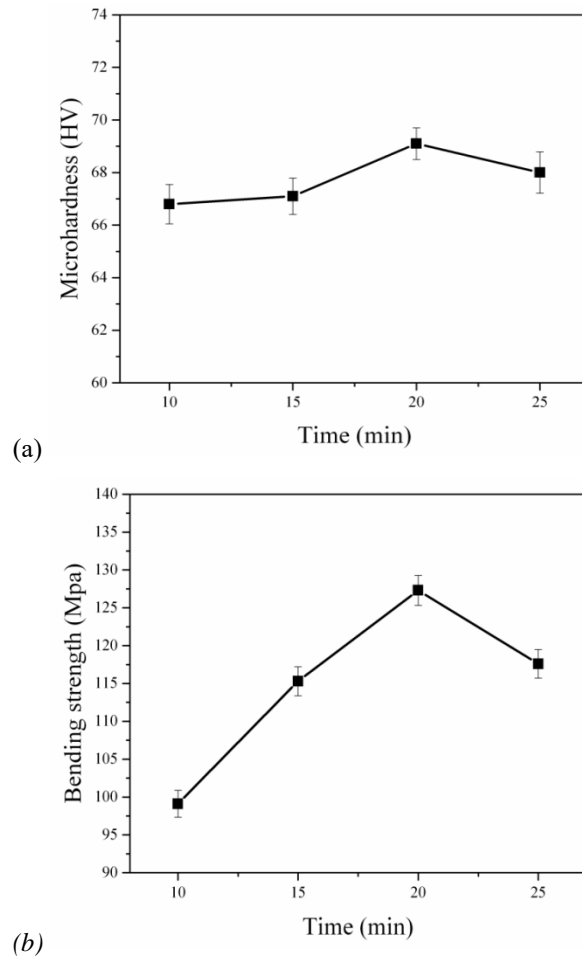 74
72
70
68
66
64
62
60
Microhardness (HV)
10 15 20 25
Time (min)
(a)
140
135
130
125
120
115
110
105
100
95
90
Bending strength (Mpa)
10 15 20 25
Time (min)
(b)